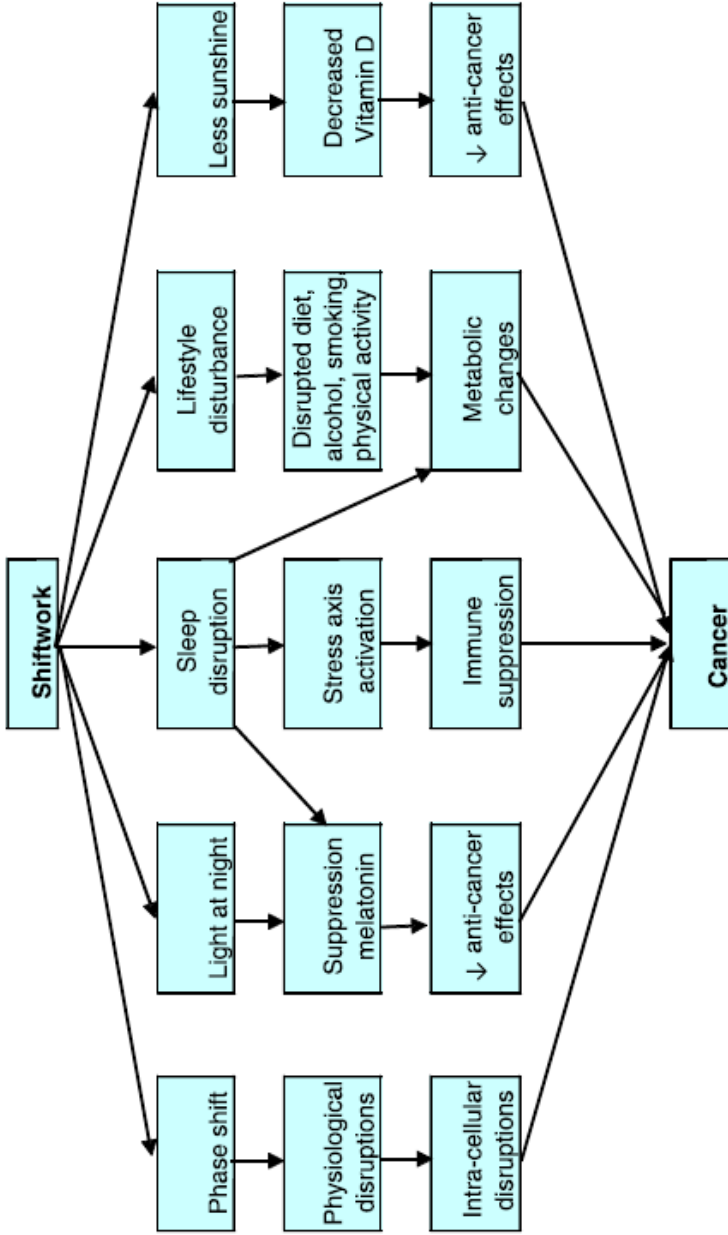 Shiftwork
Phase shift
Light at night
Sleep
disruption
Lifestyle
disturbance
Less sunshine
Physiological
disruptions
Suppression
melatonin
Stress axis
activation
Disrupted diet,
alcohol, smoking,
physical activity
Decreased
Vitamin D
Intra-cellular
disruptions
↓ anti-cancer
effects
Immune
suppression
Metabolic
changes
↓ anti-cancer
effects
Cancer